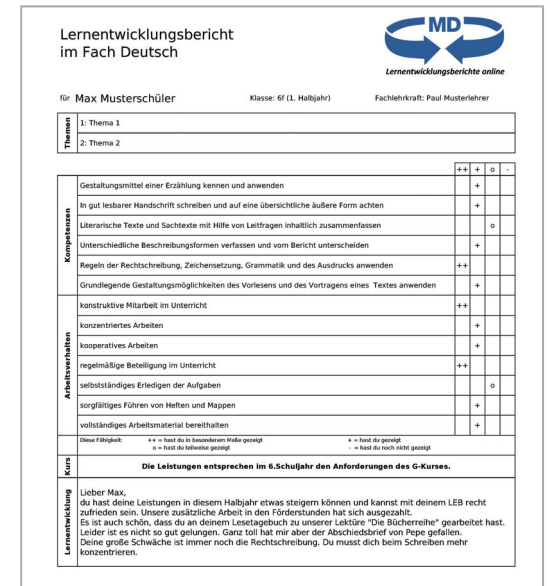 Lernentwicklungsbericht
im Fach Deutsch
MD
Lernentwicklungsberichte online
für Max Musterschüler Klasse: 6f (1. Halbjahr) Fachlehrkraft: Paul Musterlehrer
Themen
1: Thema 1
2: Thema 2
++ + o -
Kompetenzen
Gestaltungsmittel einer Erzählung kennen und anwenden +
In gut lesbarer Handschrift schreiben und auf eine übersichtliche äußere Form achten +
Literarische Texte und Sachtexte mit Hilfe von Leitfragen inhaltlich zusammenfassen o
Unterschiedliche Beschreibungsformen verfassen und vom Bericht unterscheiden +
Regeln der Rechtschreibung, Zeichensetzung, Grammatik und des Ausdrucks anwenden ++
Grundlegende Gestaltungsmöglichkeiten des Vorlesens und des Vortragens eines Textes anwenden +
Arbeitsverhalten
konstruktive Mitarbeit im Unterricht ++
konzentriertes Arbeiten +
kooperatives Arbeiten +
regelmäßige Beteiligung im Unterricht ++
selbstständiges Erledigen der Aufgaben o
sorgfältiges Führen von Heften und Mappen +
vollständiges Arbeitsmaterial bereithalten +
Diese Fähigkeit: ++ = hast du in besonderem Maße gezeigt + = hast du gezeigt
o = hast du teilweise gezeigt - = hast du noch nicht gezeigt
Kurs
Die Leistungen entsprechen im 6.Schuljahr den Anforderungen des G-Kurses.
Lernentwicklung
Lieber Max,
du hast deine Leistungen in diesem Halbjahr etwas steigern können und kannst mit deinem LEB recht
zufrieden sein. Unsere zusätzliche Arbeit in den Förderstunden hat sich ausgezahlt.
Es ist auch schön, dass du an deinem Lesetagebuch zu unserer Lektüre "Die Bücherreihe" gearbeitet hast.
Leider ist es nicht so gut gelungen. Ganz toll hat mir aber der Abschiedsbrief von Pepe gefallen.
Deine große Schwäche ist immer noch die Rechtschreibung. Du musst dich beim Schreiben mehr
konzentrieren.